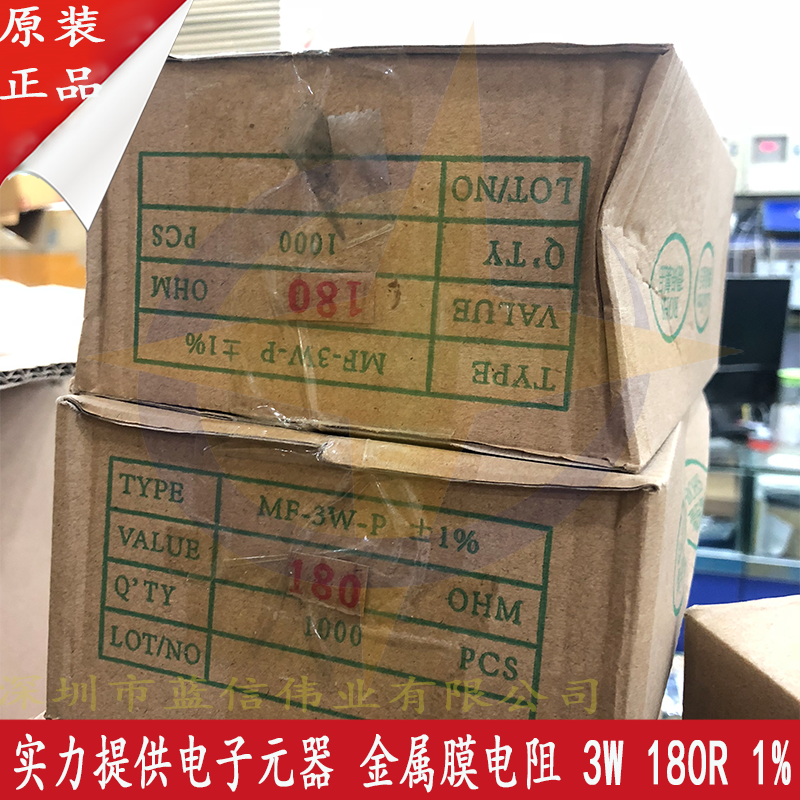 原装
正品
LOT/NO
Q'TY 1000 PCS
VALUE 180 OHM
TYPE MF-3W-P ±1%
TYPE MF-3W-P ±1%
VALUE 180 OHM
Q'TY 1000 PCS
LOT/NO
深圳市蓝信伟业有限公司
实力提供电子元器 金属膜电阻 3W 180R 1%